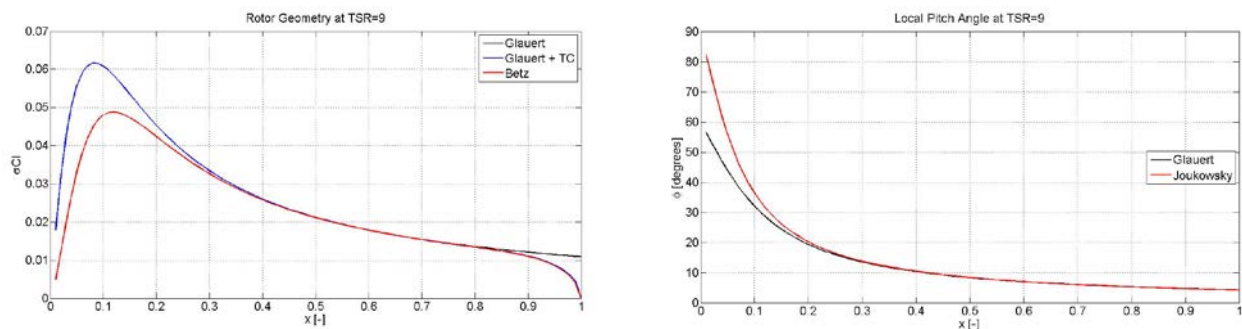 Rotor Geometry at TSR=9
0.07
0.06
0.05
0.04
0.03
0.02
0.01
0
σCl
0 0.1 0.2 0.3 0.4 0.5 0.6 0.7 0.8 0.9 1
x [-]
Glauert
Glauert + TC
Betz
Local Pitch Angle at TSR=9
90
80
70
60
50
40
30
20
10
0
ϕ [degrees]
0 0.1 0.2 0.3 0.4 0.5 0.6 0.7 0.8 0.9 1
x [-]
Glauert
Joukowsky